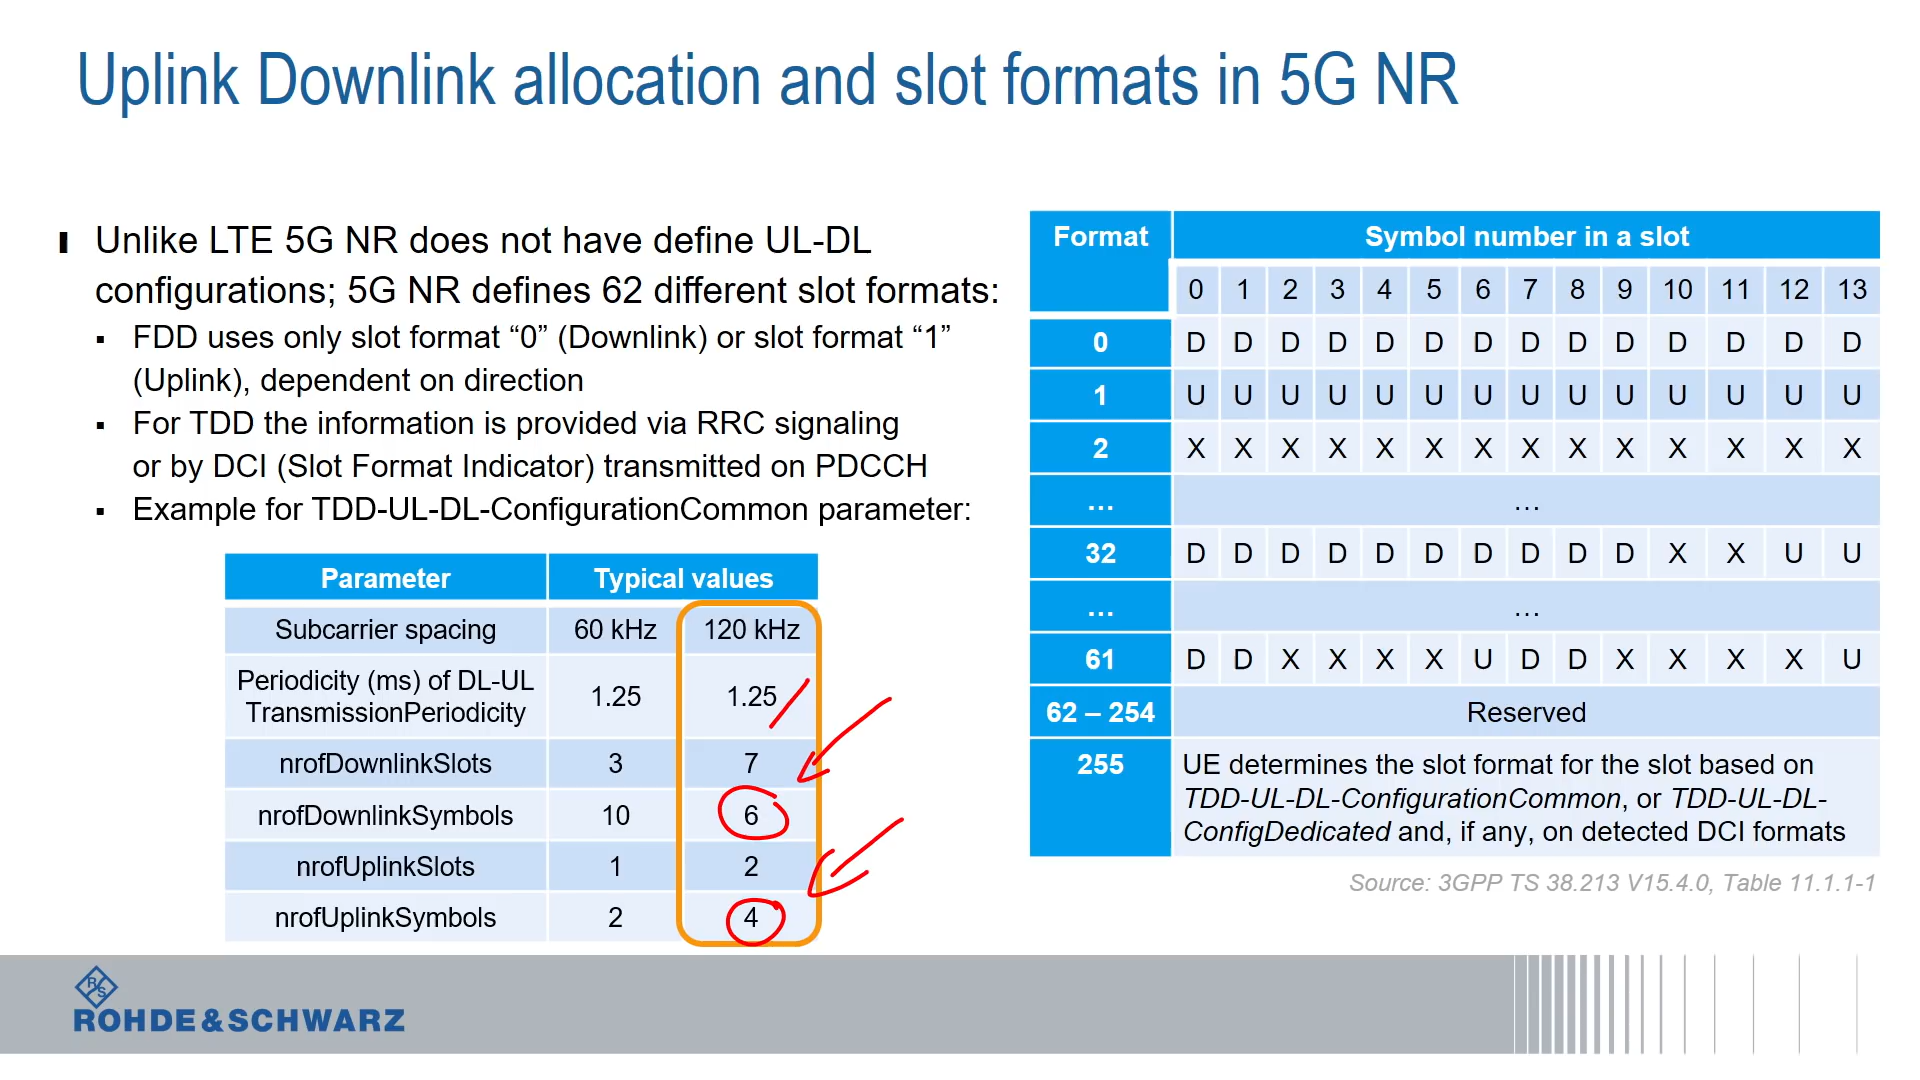 Uplink Downlink allocation and slot formats in 5G NR
Unlike LTE 5G NR does not have define UL-DL
configurations; 5G NR defines 62 different slot formats:
▪ FDD uses only slot format “0” (Downlink) or slot format “1”
(Uplink), dependent on direction
▪ For TDD the information is provided via RRC signaling
or by DCI (Slot Format Indicator) transmitted on PDCCH
▪ Example for TDD-UL-DL-ConfigurationCommon parameter:
Parameter Typical values
Subcarrier spacing 60 kHz 120 kHz
Periodicity (ms) of DL-UL
TransmissionPeriodicity 1.25 1.25
nrofDownlinkSlots 3 7
nrofDownlinkSymbols 10 6
nrofUplinkSlots 1 2
nrofUplinkSymbols 2 4
Format Symbol number in a slot
0 1 2 3 4 5 6 7 8 9 10 11 12 13
0 D D D D D D D D D D D D D D
1 U U U U U U U U U U U U U U
2 X X X X X X X X X X X X X X
... ...
32 D D D D D D D D D D X X U U
... ...
61 D D X X X X U D D X X X X U
62 – 254 Reserved
255 UE determines the slot format for the slot based on
TDD-UL-DL-ConfigurationCommon, or TDD-UL-DL-
ConfigDedicated and, if any, on detected DCI formats
Source: 3GPP TS 38.213 V15.4.0, Table 11.1.1-1
R S
ROHDE&SCHWARZ